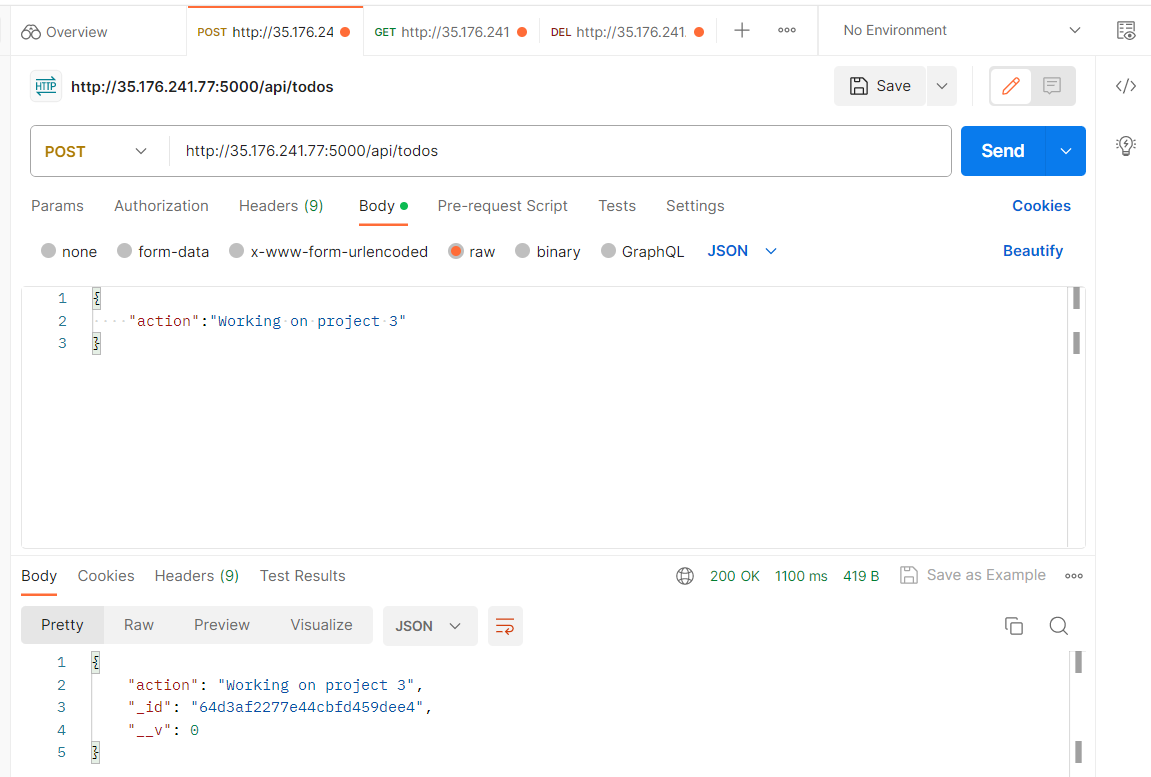 Overview POST http://35.176.24 GET http://35.176.241 DEL http://35.176.241. No Environment
HTTP http://35.176.241.77:5000/api/todos Save
POST http://35.176.241.77:5000/api/todos Send
Params Authorization Headers (9) Body Pre-request Script Tests Settings Cookies
none form-data x-www-form-urlencoded raw binary GraphQL JSON Beautify
1 {
2 "action":"Working on project 3"
3 }
Body Cookies Headers (9) Test Results 200 OK 1100 ms 419 B Save as Example
Pretty Raw Preview Visualize JSON
1 {
2 "action": "Working on project 3",
3 "_id": "64d3af2277e44cbfd459dee4",
4 "__v": 0
5 }